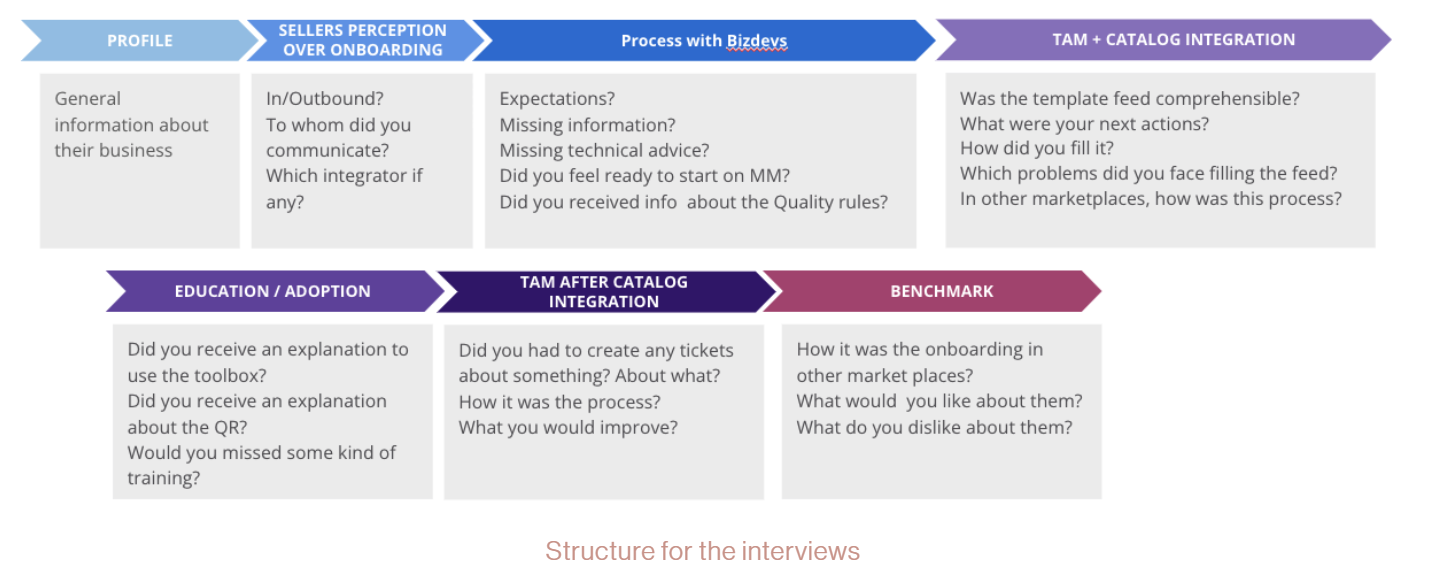 PROFILE
SELLERS PERCEPTION
OVER ONBOARDING
Process with Bizdevs
TAM + CATALOG INTEGRATION
General
information about
their business
In/Outbound?
To whom did you
communicate?
Which integrator if
any?
Expectations?
Missing information?
Missing technical advice?
Did you feel ready to start on MM?
Did you received info  about the Quality rules?
Was the template feed comprehensible?
What were your next actions?
How did you fill it?
Which problems did you face filling the feed?
In other marketplaces, how was this process?
EDUCATION / ADOPTION
TAM AFTER CATALOG
INTEGRATION
BENCHMARK
Did you receive an explanation to
use the toolbox?
Did you receive an explanation
about the QR?
Would you missed some kind of
training?
Did you had to create any tickets
about something? About what?
How it was the process?
What you would improve?
How it was the onboarding in
other market places?
What would  you like about them?
What do you dislike about them?
Structure for the interviews